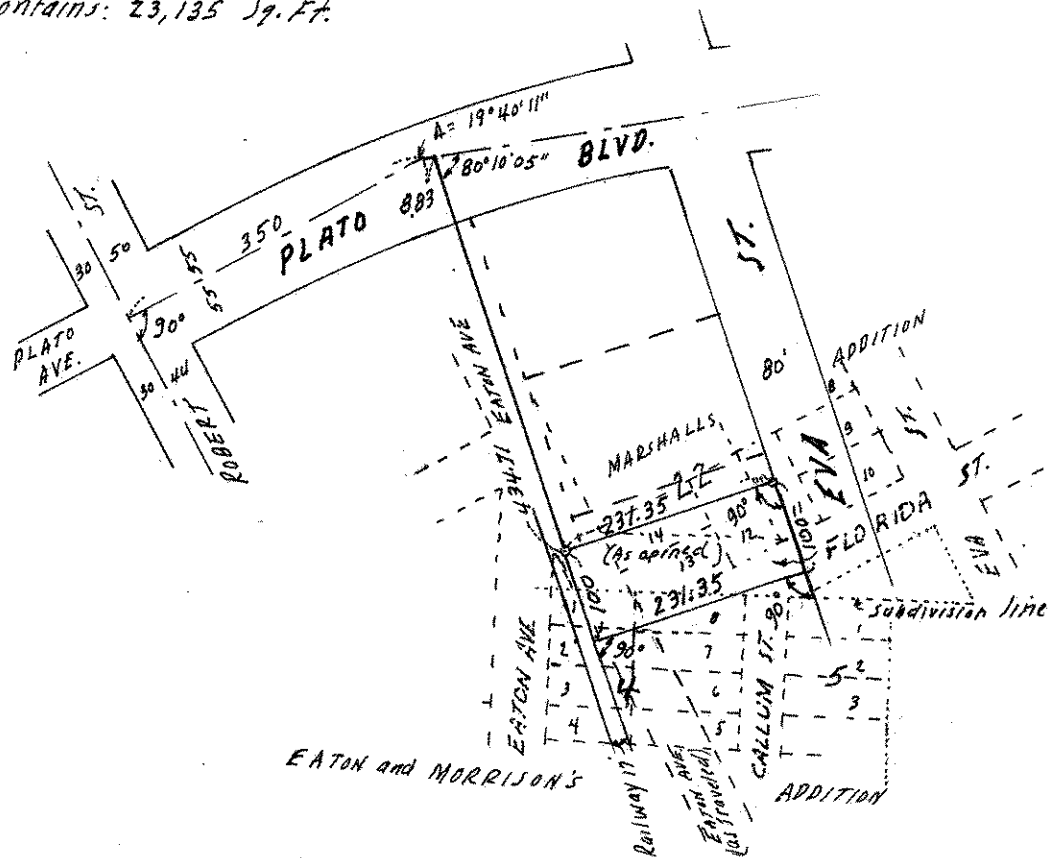 Contains: 23,135 Sq. Ft.
A= 19°40'11"
80°10'05"
BLVD.
8.83
350
PLATO
ST.
30
50
55
55
90°
PLATO
AVE.
30
44
ROBERT
ST.
80'
ADDITION
EATON AVE
434.71
MARSHALLS
8
9
10
ST.
ST.
EVA
237.35
90°
14
12
(As opened)
13
100
FLORIDA
EVA
100
231.35
90°
subdivision line
8
1
2
90°
7
5
2
3
6
3
4
5
EATON AVE
CALLUM ST.
EATON and MORRISON'S
ADDITION
Railway 17
EATON AVE.
(as traveled)